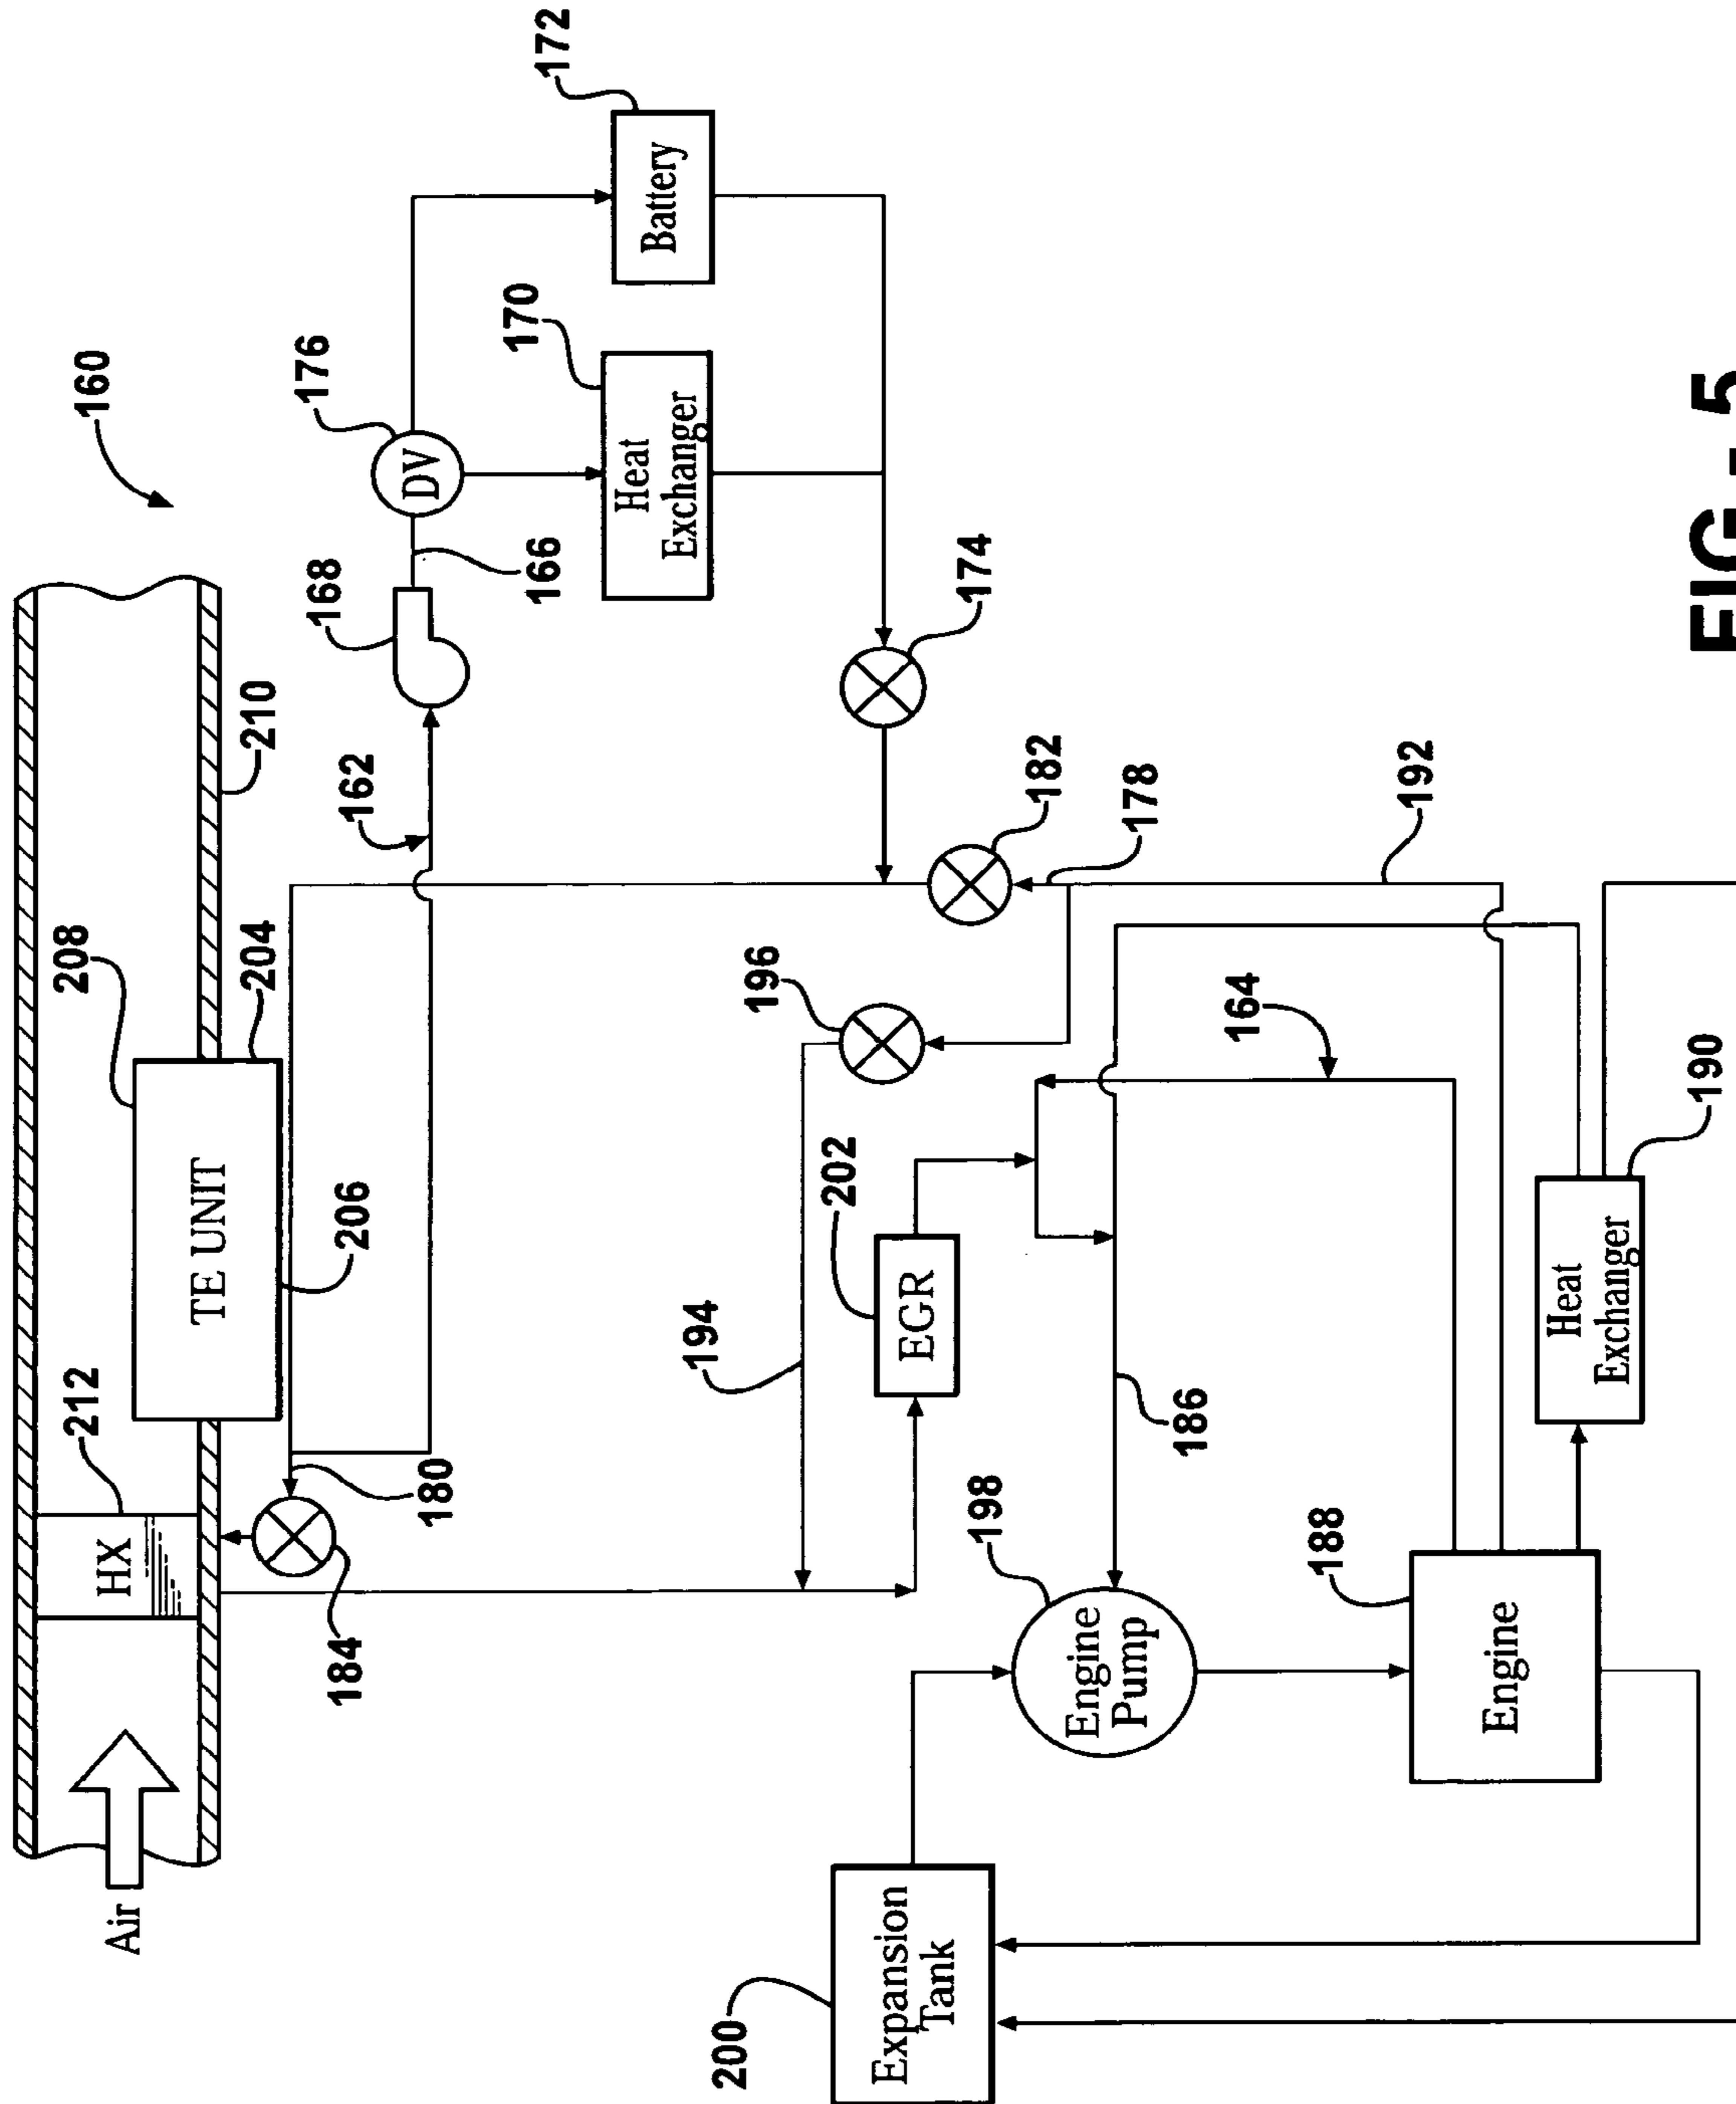 208
212
160
Air
HX
TE UNIT
204
210
176
168
184
206
162
DV
180
170
166
172
Heat
Exchanger
Battery
194
200
196
202
Expansion
Tank
EGR
174
198
182
Engine
Pump
178
186
164
188
192
Engine
Heat
Exchanger
190
FIG - 5